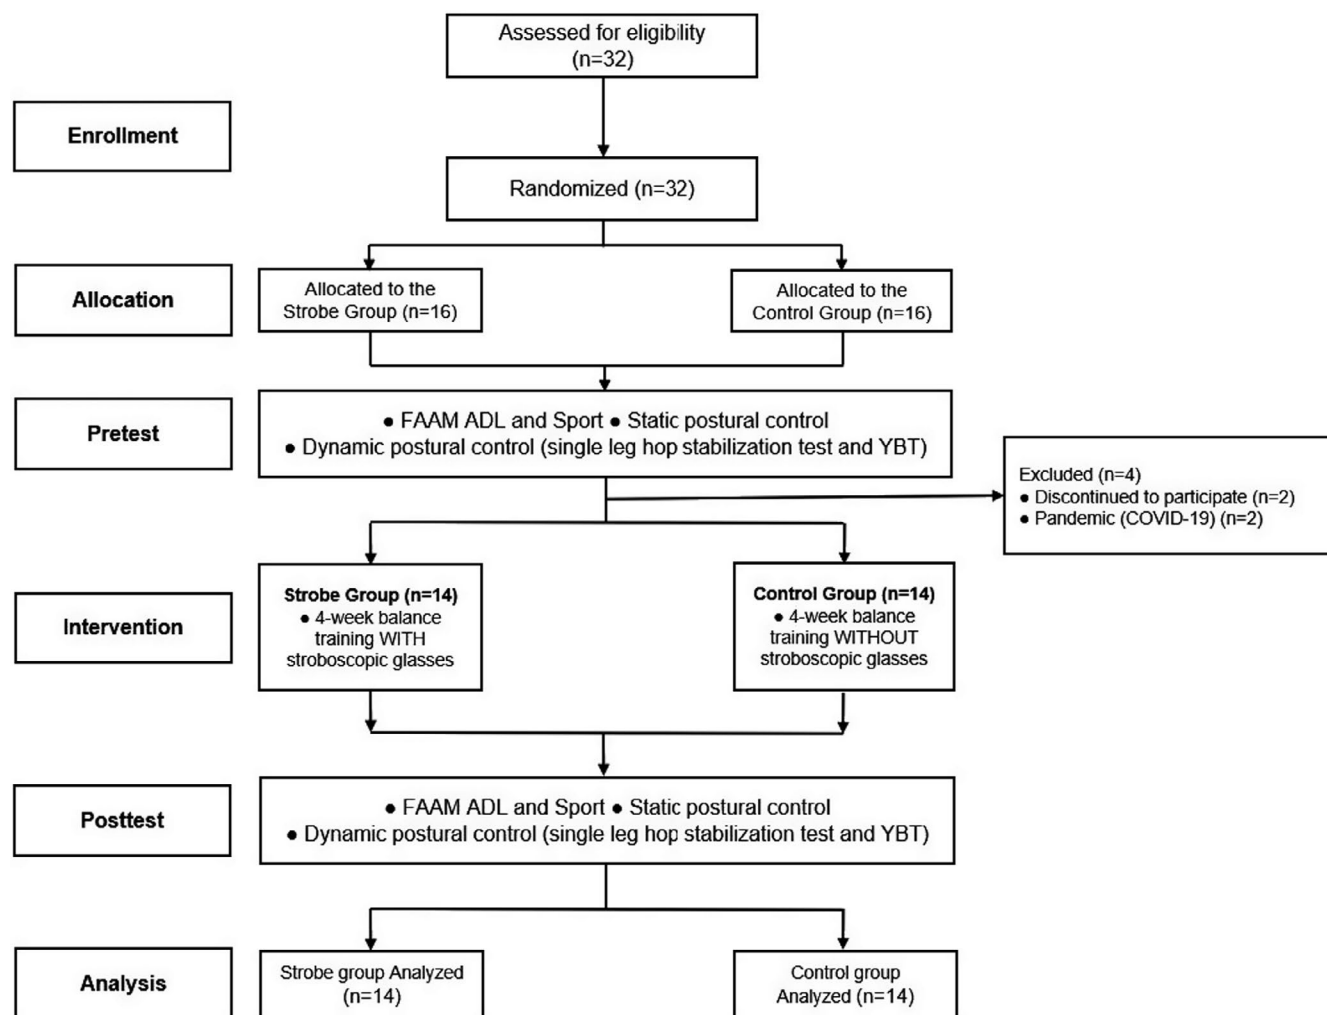 Assessed for eligibility
(n=32)
Enrollment
Randomized (n=32)
Allocation
Allocated to the
Strobe Group (n=16)
Allocated to the
Control Group (n=16)
Pretest
● FAAM ADL and Sport ● Static postural control
● Dynamic postural control (single leg hop stabilization test and YBT)
Excluded (n=4)
● Discontinued to participate (n=2)
● Pandemic (COVID-19) (n=2)
Intervention
Strobe Group (n=14)
● 4-week balance
training WITH
stroboscopic glasses
Control Group (n=14)
● 4-week balance
training WITHOUT
stroboscopic glasses
Posttest
● FAAM ADL and Sport ● Static postural control
● Dynamic postural control (single leg hop stabilization test and YBT)
Analysis
Strobe group Analyzed
(n=14)
Control group
Analyzed (n=14)